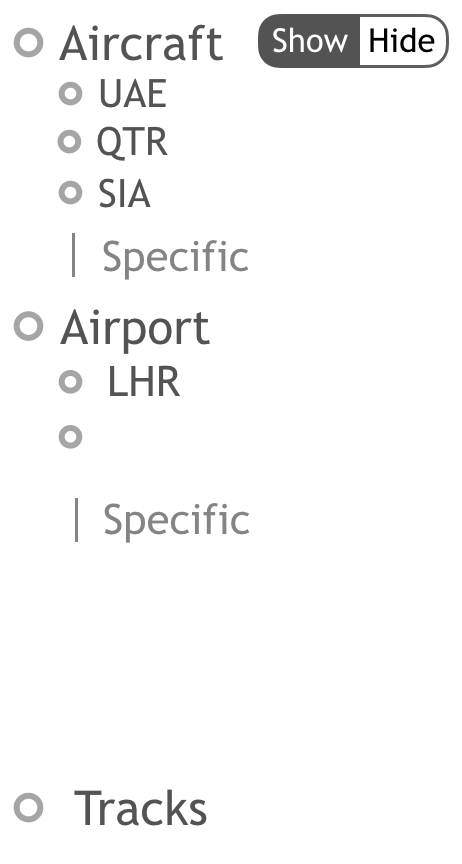 Aircraft Show Hide
UAE
QTR
SIA
Specific
Airport
LHR
Specific
Tracks